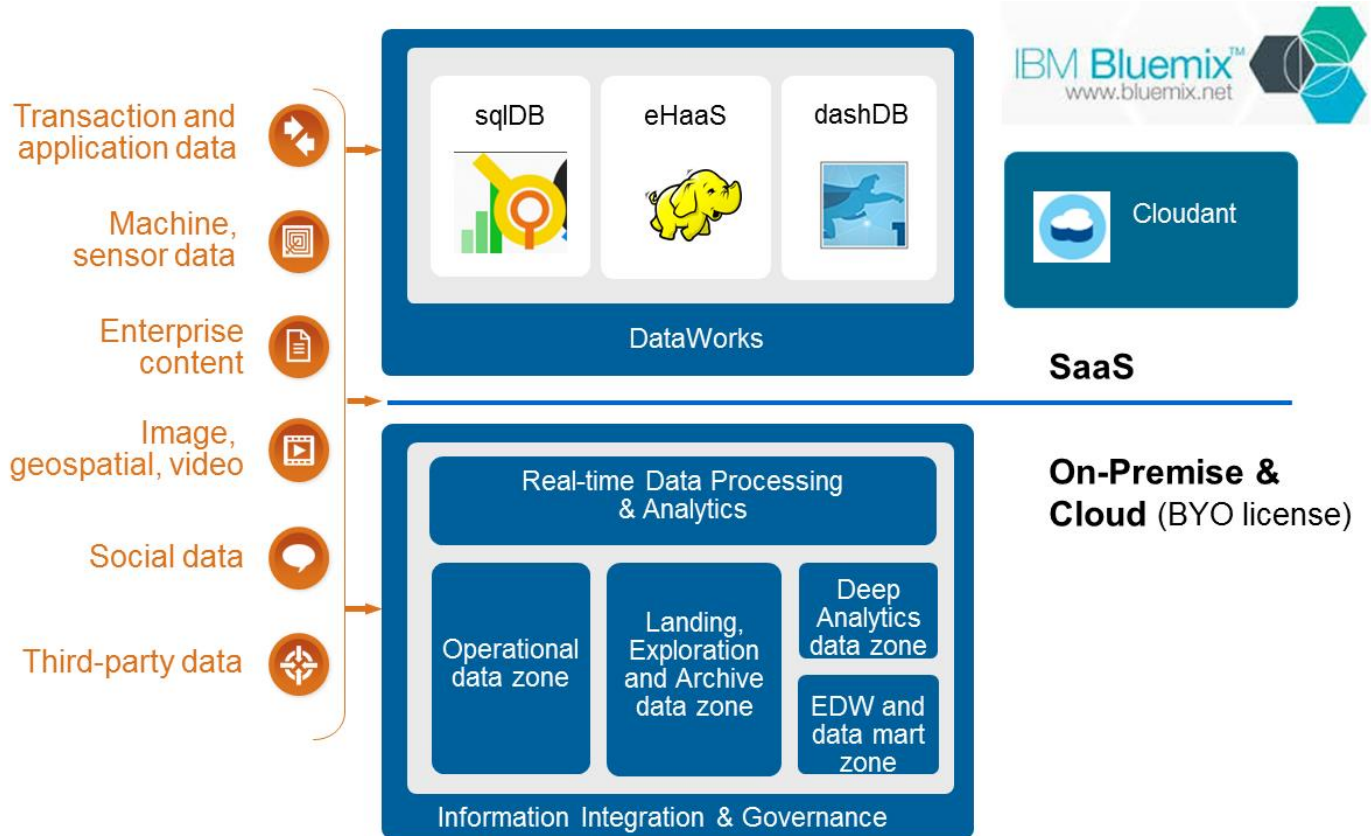 Transaction and
application data
Machine,
sensor data
Enterprise
content
Image,
geospatial, video
Social data
Third-party data
sqlDB
eHaaS
dashDB
1
DataWorks
IBM Bluemix™
www.bluemix.net
Cloudant
SaaS
On-Premise &
Cloud (BYO license)
Real-time Data Processing
& Analytics
Operational
data zone
Landing,
Exploration
and Archive
data zone
Deep
Analytics
data zone
EDW and
data mart
zone
Information Integration & Governance